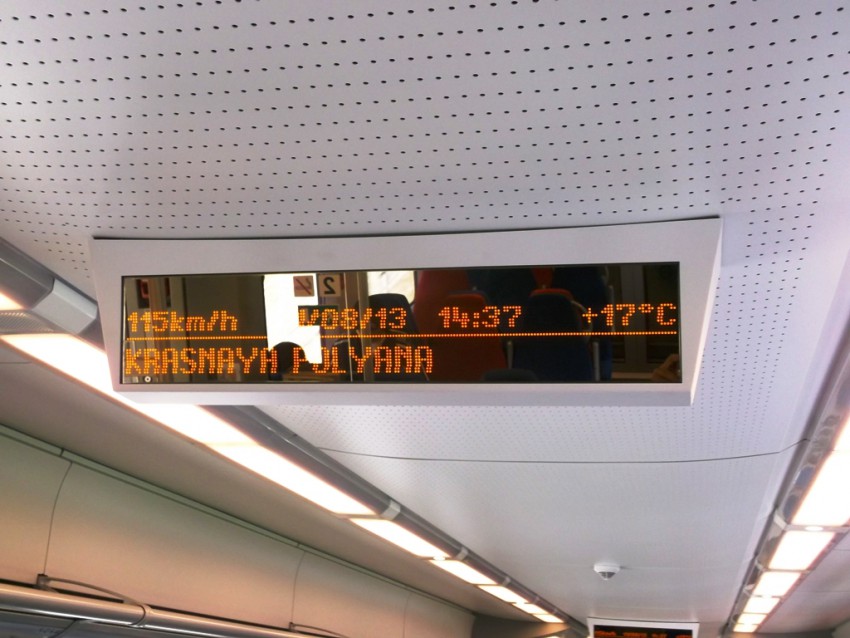 115km/h 08/13 14:37 +17°C
KRASNAYA POLYANA